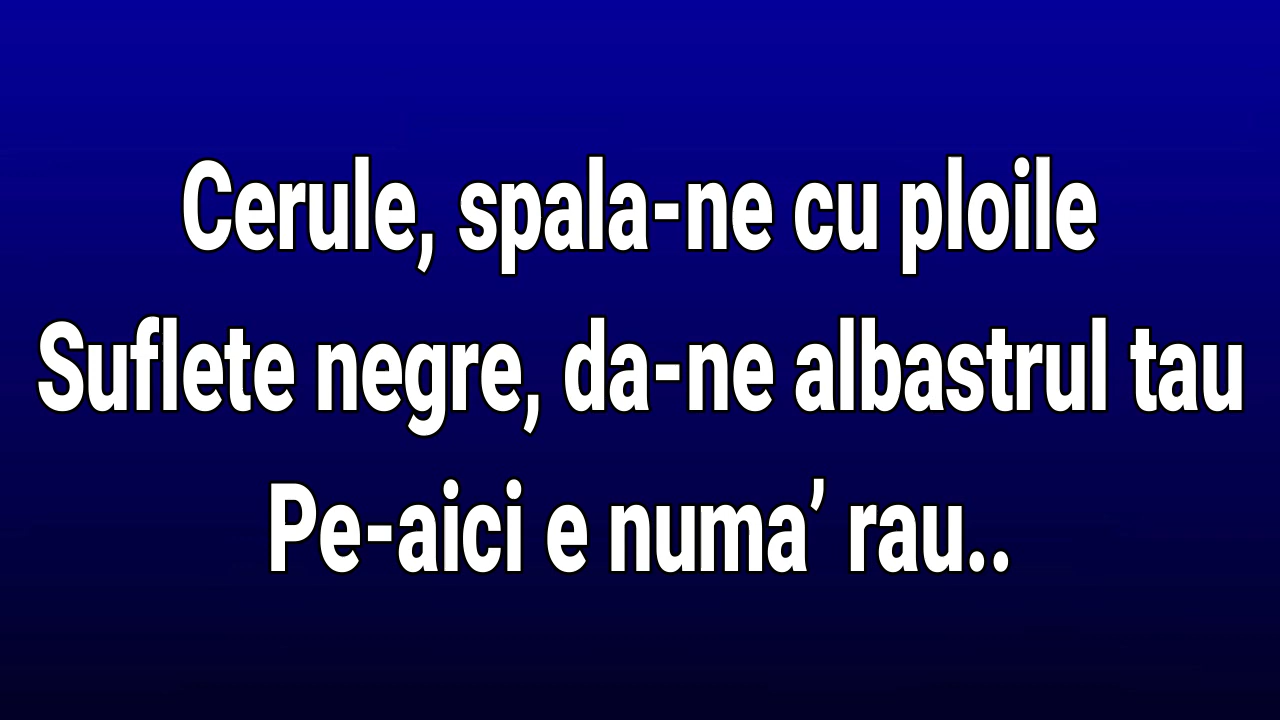 Cerule, spala-ne cu ploile
Suflete negre, da-ne albastrul tau
Pe-aici e numa’ rau..